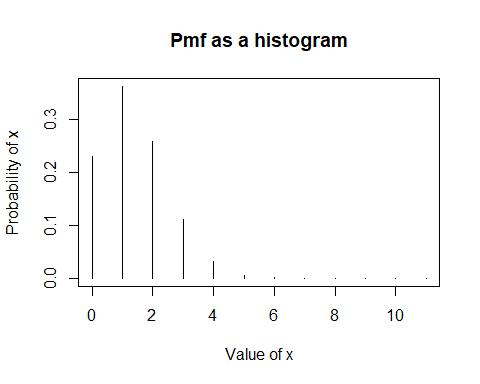 Pmf as a histogram
Probability of x
0.3
0.2
0.1
0.0
0 2 4 6 8 10
Value of x